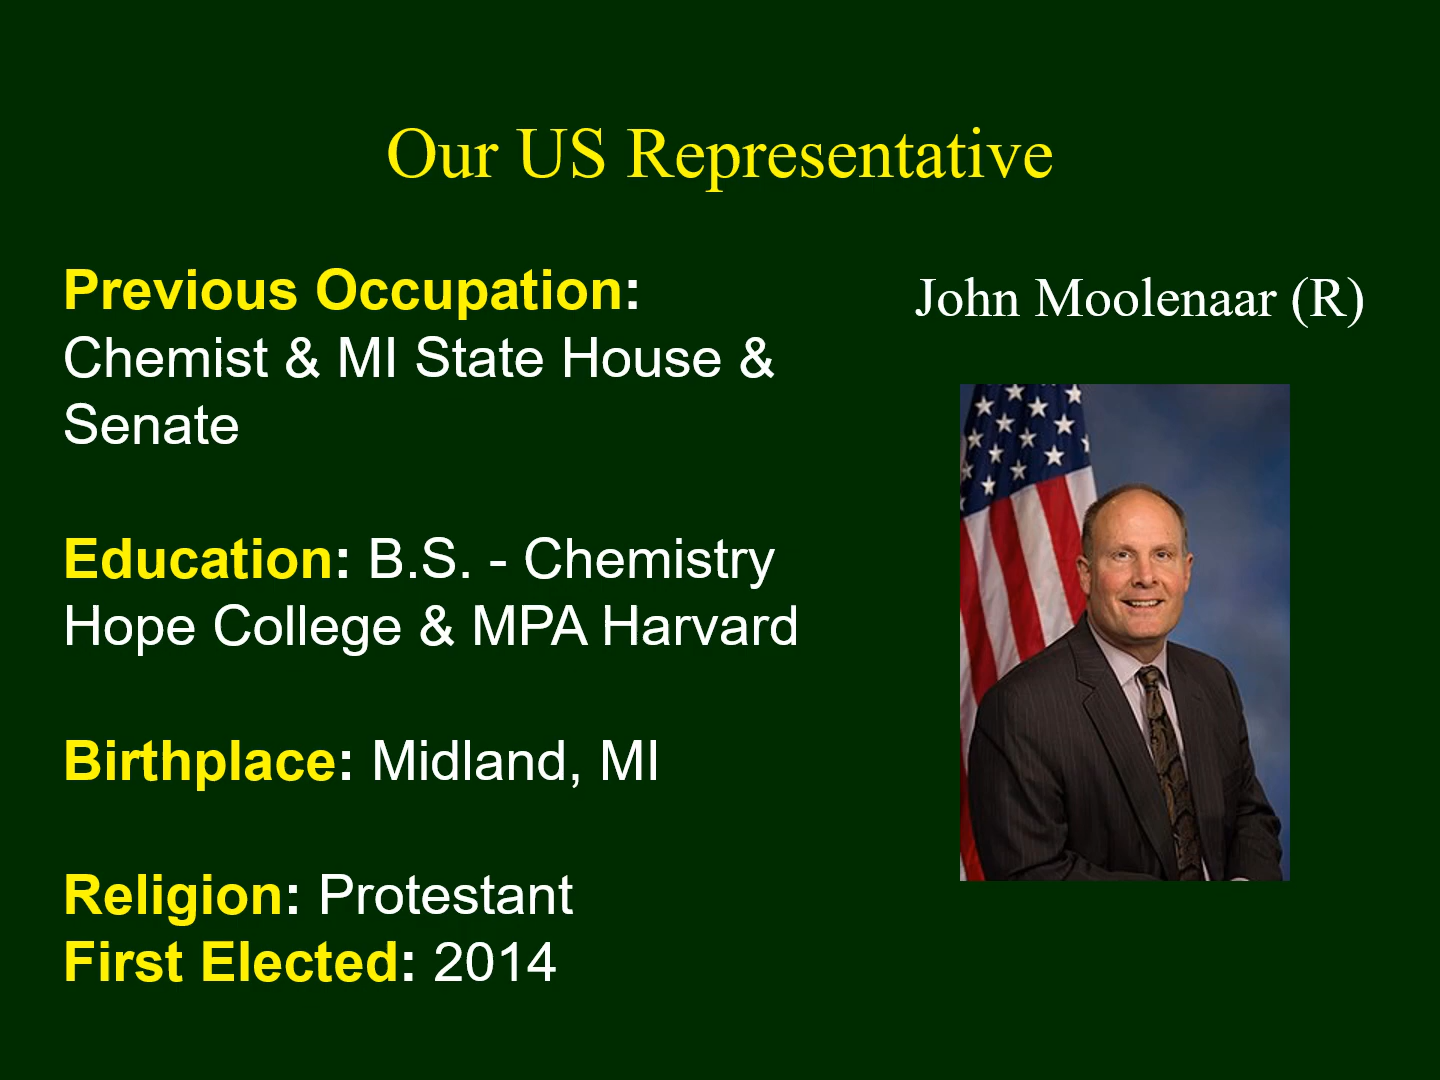 Our US Representative
Previous Occupation:
Chemist & MI State House &
Senate
Education: B.S. - Chemistry
Hope College & MPA Harvard
Birthplace: Midland, MI
Religion: Protestant
First Elected: 2014
John Moolenaar (R)